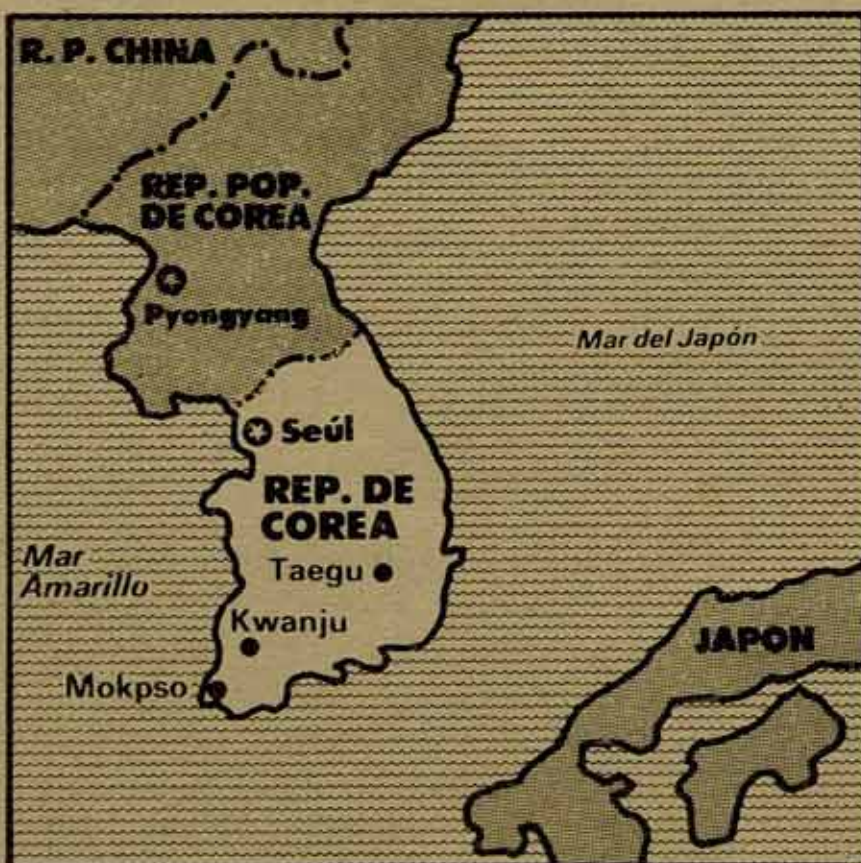 R. P. CHINA
REP. POP.
DE COREA
Pyongyang
Mar del Japón
Seúl
REP. DE
COREA
Mar
Amarillo
Taegu
Kwanju
JAPON
Mokpso